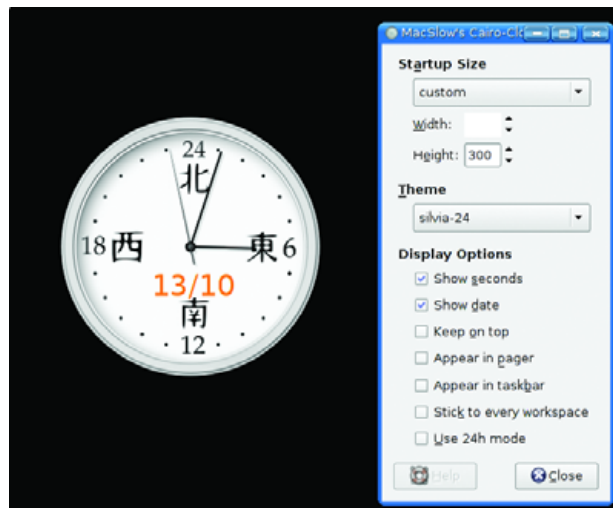 24
北
18 西 東 6
13/10
南
12
MacSlow's Cairo-Clo
Startup Size
custom
Width:
Height: 300
Theme
silvia-24
Display Options
Show seconds
Show date
Keep on top
Appear in pager
Appear in taskbar
Stick to every workspace
Use 24h mode
Help Close